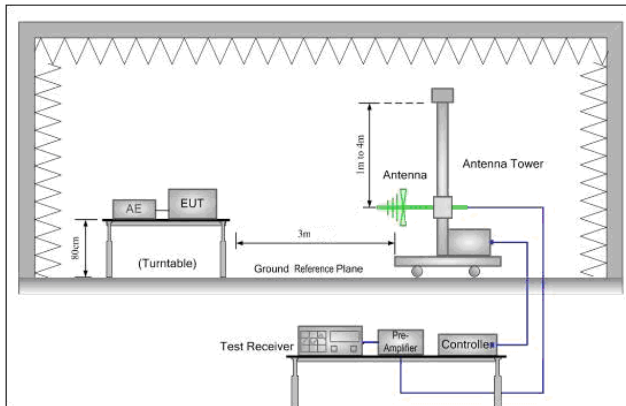 1m to 4m
Antenna
Antenna Tower
AE
EUT
80cm
(Turntable)
3m
Ground Reference Plane
Test Receiver
Pre-
Amplifier
Controller